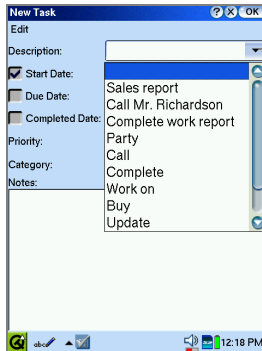 New Task ? X OK
Edit
Description:
Start Date:
Due Date:
Completed Date:
Priority:
Category:
Notes:
Sales report
Call Mr. Richardson
Complete work report
Party
Call
Complete
Work on
Buy
Update
abc 12:18 PM